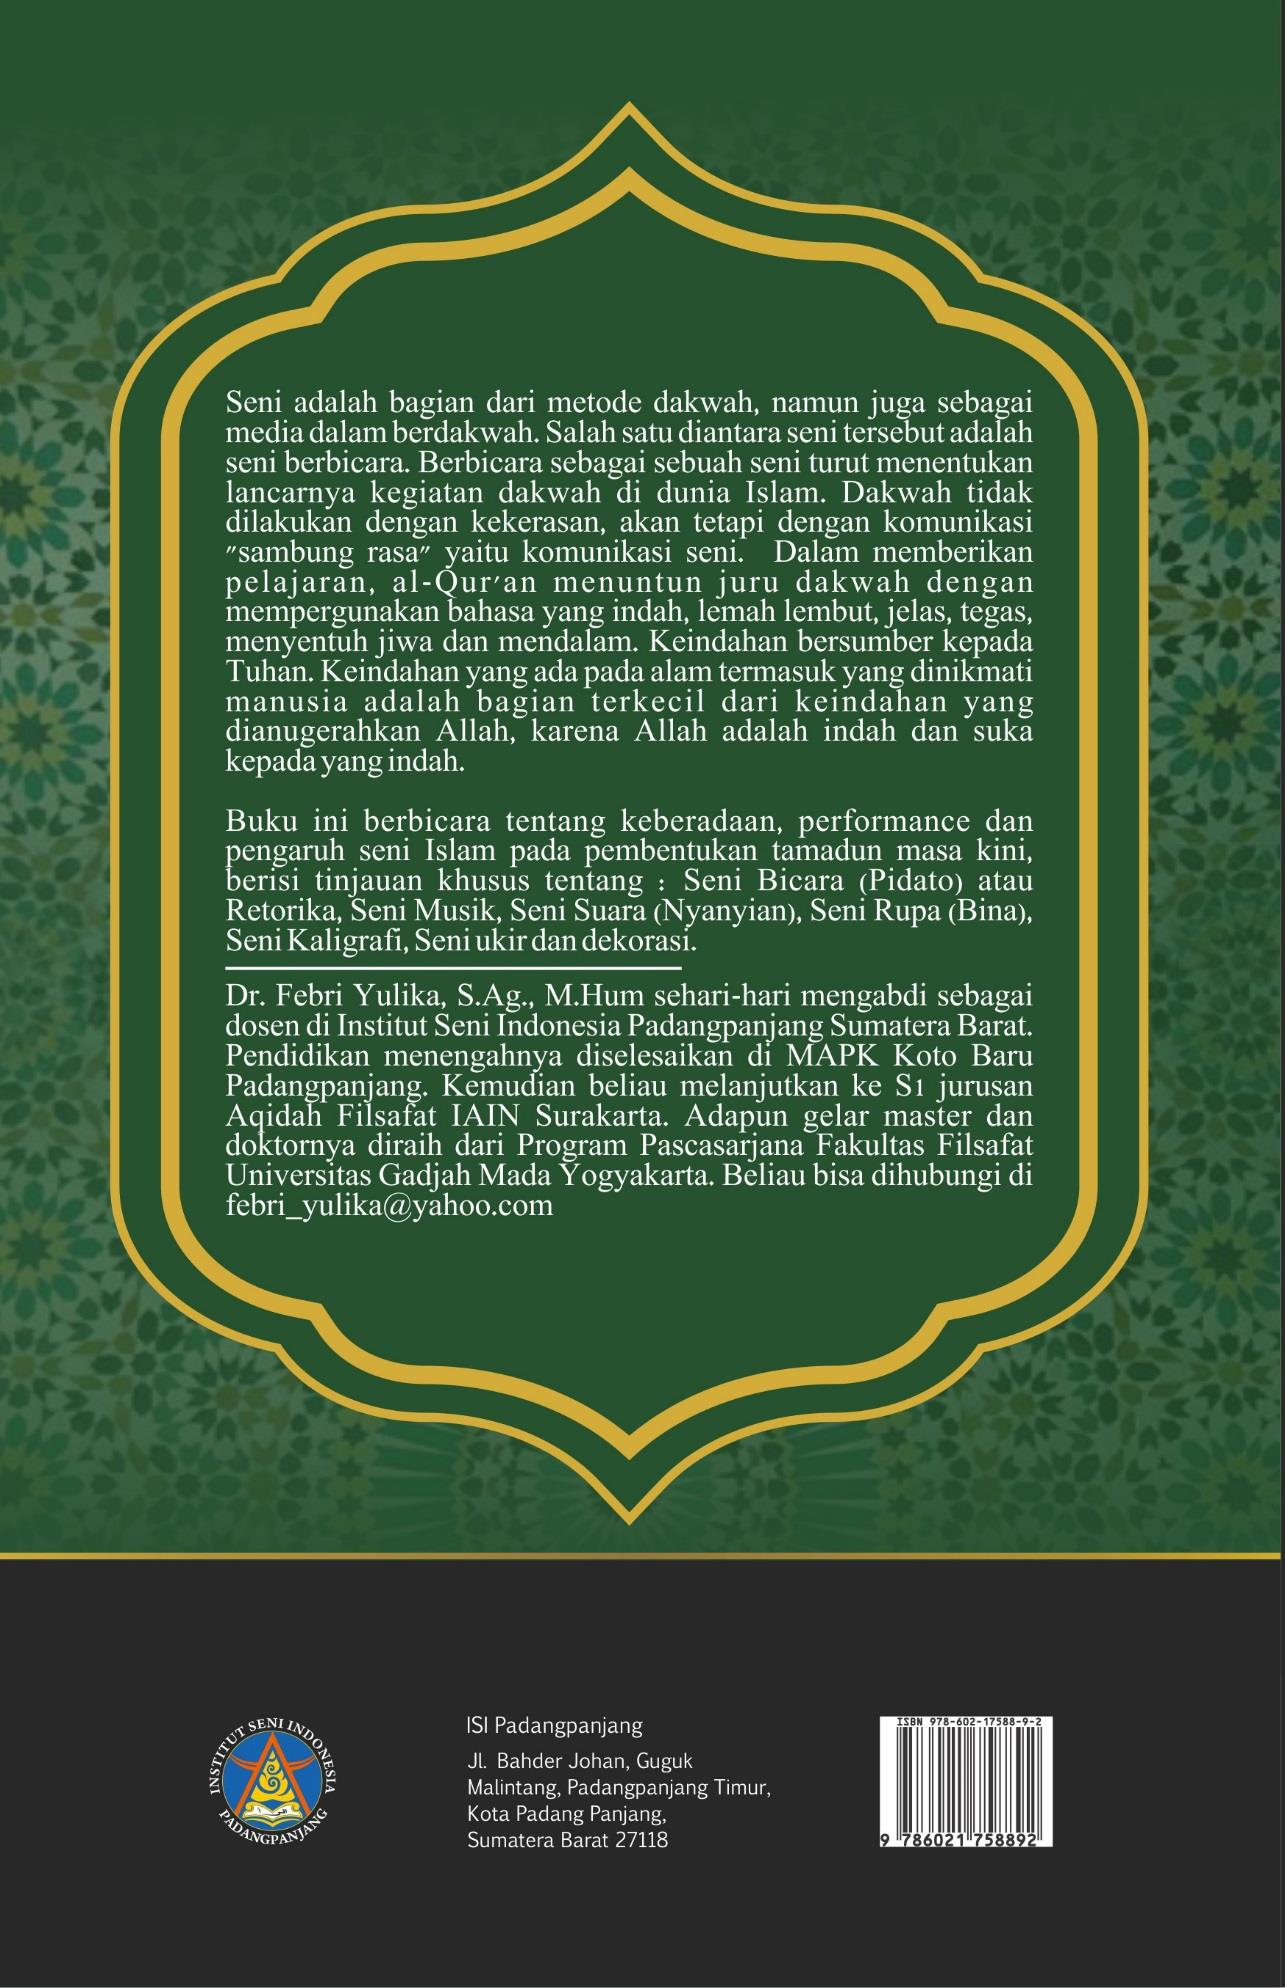 Seni adalah bagian dari metode dakwah, namun juga sebagai
media dalam berdakwah. Salah satu diantara seni tersebut adalah
seni berbicara. Berbicara sebagai sebuah seni turut menentukan
lancarnya kegiatan dakwah di dunia Islam. Dakwah tidak
dilakukan dengan kekerasan, akan tetapi dengan komunikasi
"sambung rasa" yaitu komunikasi seni. Dalam memberikan
pelajaran, al-Qur'an menuntun juru dakwah dengan
mempergunakan bahasa yang indah, lemah lembut, jelas, tegas,
menyentuh jiwa dan mendalam. Keindahan bersumber kepada
Tuhan. Keindahan yang ada pada alam termasuk yang dinikmati
manusia adalah bagian terkecil dari keindahan yang
dianugerahkan Allah, karena Allah adalah indah dan suka
kepada yang indah.
Buku ini berbicara tentang keberadaan, performance dan
pengaruh seni Islam pada pembentukan tamadun masa kini,
berisi tinjauan khusus tentang : Seni Bicara (Pidato) atau
Retorika, Seni Musik, Seni Suara (Nyanyian), Seni Rupa (Bina),
Seni Kaligrafi, Seni ukir dan dekorasi.
Dr. Febri Yulika, S.Ag., M.Hum sehari-hari mengabdi sebagai
dosen di Institut Seni Indonesia Padangpanjang Sumatera Barat.
Pendidikan menengahnya diselesaikan di MAPK Koto Baru
Padangpanjang. Kemudian beliau melanjutkan ke S1 jurusan
Aqidah Filsafat IAIN Surakarta. Adapun gelar master dan
doktornya diraih dari Program Pascasarjana Fakultas Filsafat
Universitas Gadjah Mada Yogyakarta. Beliau bisa dihubungi di
febri_yulika@yahoo.com
INSTITUT SENI INDONESIA
PADANGPANJANG
ISI Padangpanjang
Jl. Bahder Johan, Guguk
Malintang, Padangpanjang Timur,
Kota Padang Panjang,
Sumatera Barat 27118
ISBN 978-602-17588-9-2
9 786021 758892